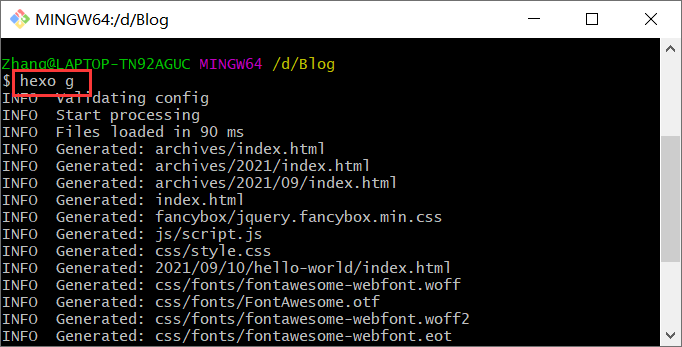 MINGW64:/d/Blog
Zhang@LAPTOP-TN92AGUC MINGW64 /d/Blog
$ hexo g
INFO  Validating config
INFO  Start processing
INFO  Files loaded in 90 ms
INFO  Generated: archives/index.html
INFO  Generated: archives/2021/index.html
INFO  Generated: archives/2021/09/index.html
INFO  Generated: index.html
INFO  Generated: fancybox/jquery.fancybox.min.css
INFO  Generated: js/script.js
INFO  Generated: css/style.css
INFO  Generated: 2021/09/10/hello-world/index.html
INFO  Generated: css/fonts/fontawesome-webfont.woff
INFO  Generated: css/fonts/FontAwesome.otf
INFO  Generated: css/fonts/fontawesome-webfont.woff2
INFO  Generated: css/fonts/fontawesome-webfont.eot